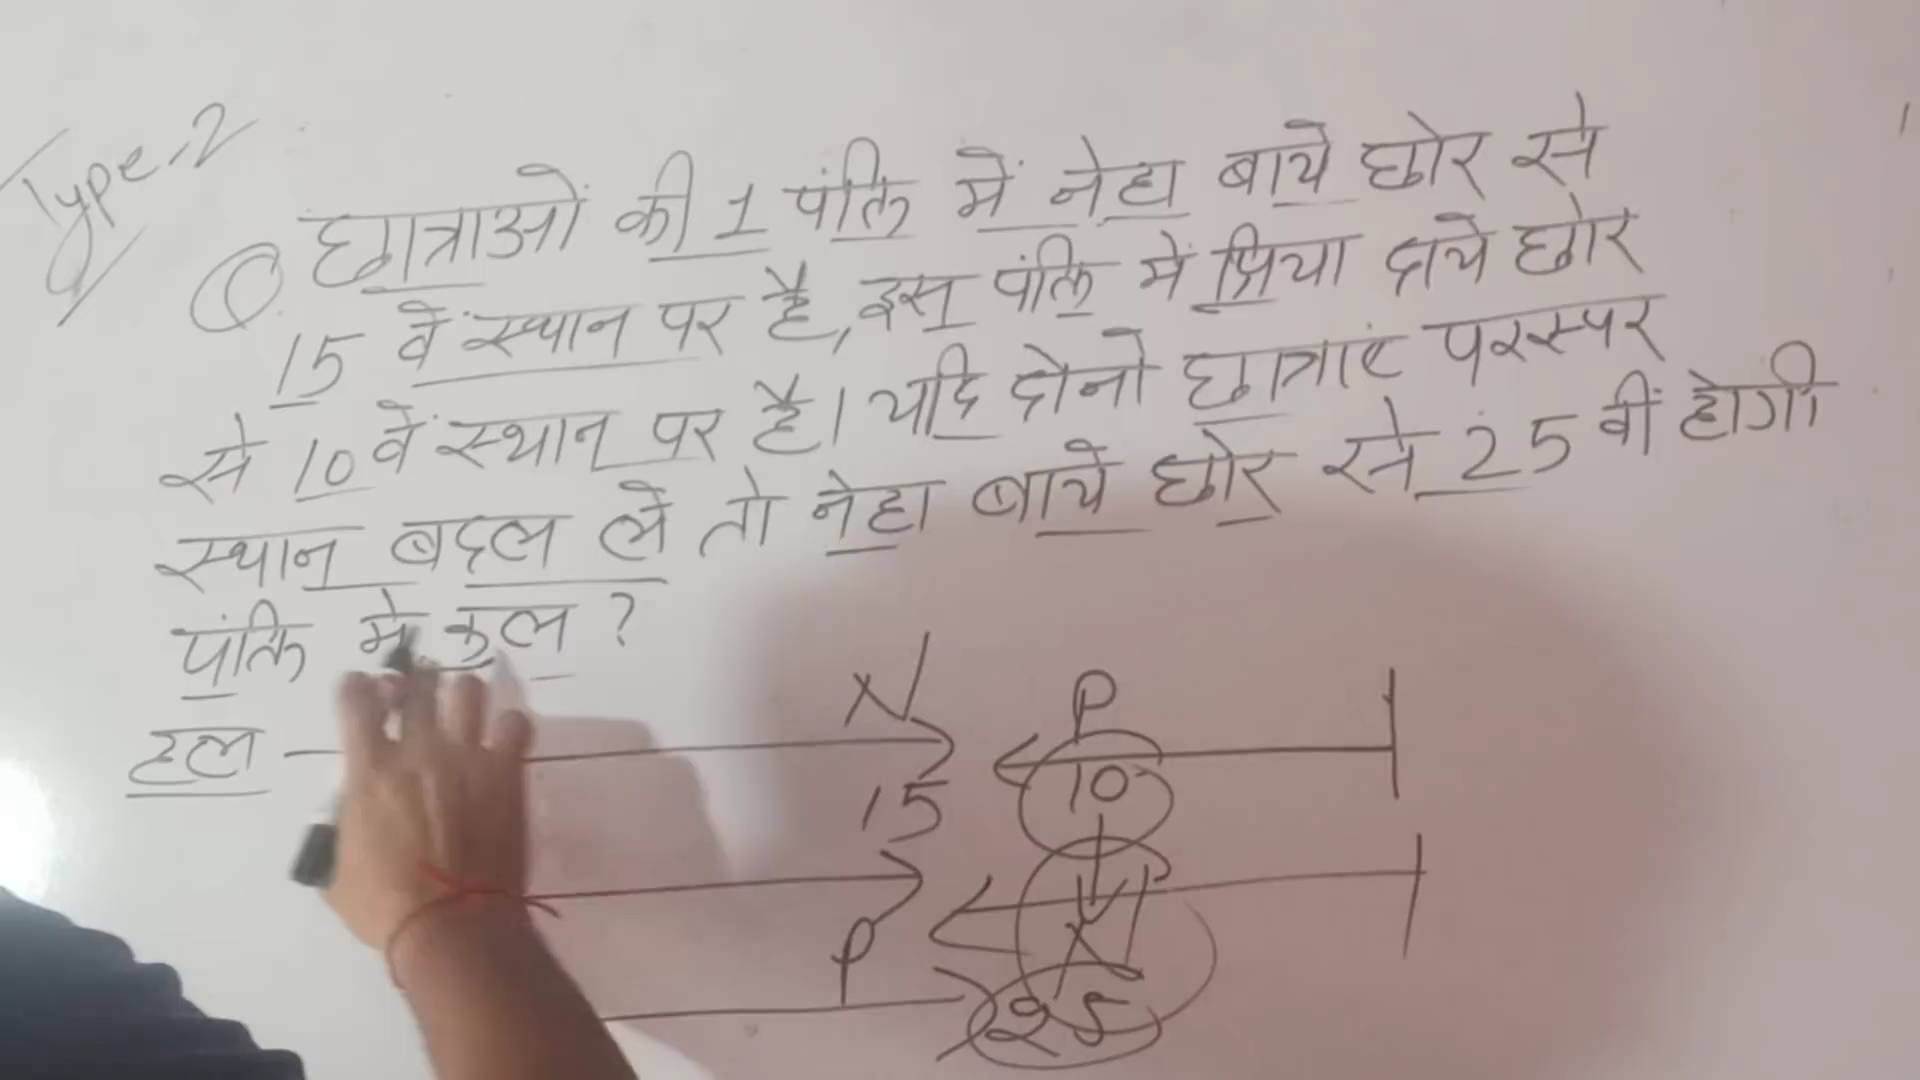 Type-2
Q. छात्राओं की 1 पंक्ति में नेहा बाये छोर से
15 वें स्थान पर है, इस पंक्ति में प्रिया दाये छोर
से 10 वें स्थान पर है। यदि दोनो छात्राएं परस्पर
स्थान बदल ले तो नेहा बाये छोर से 25 वीं होगी
पंक्ति मे कुल ?
हल -
N P
15 10
P N
25